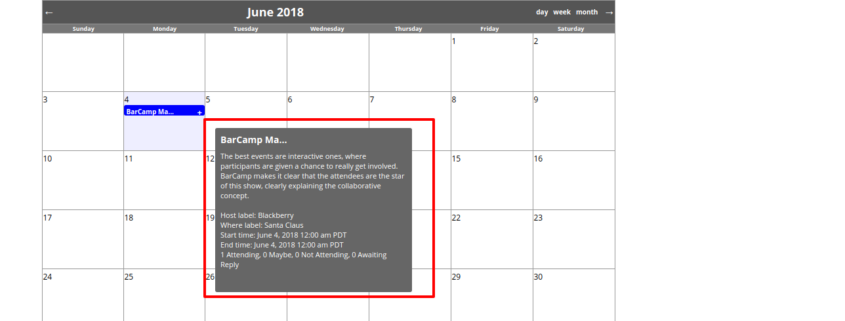 ← June 2018 day week month →
Sunday Monday Tuesday Wednesday Thursday Friday Saturday
1 2
3 4 5 6 7 8 9
BarCamp Ma... +
BarCamp Ma...
The best events are interactive ones, where
participants are given a chance to really get involved.
BarCamp makes it clear that the attendees are the star
of this show, clearly explaining the collaborative
concept.
Host label: Blackberry
Where label: Santa Claus
Start time: June 4, 2018 12:00 am PDT
End time: June 4, 2018 12:00 am PDT
1 Attending, 0 Maybe, 0 Not Attending, 0 Awaiting
Reply
10 11 12 15 16
17 18 19 22 23
24 25 26 29 30